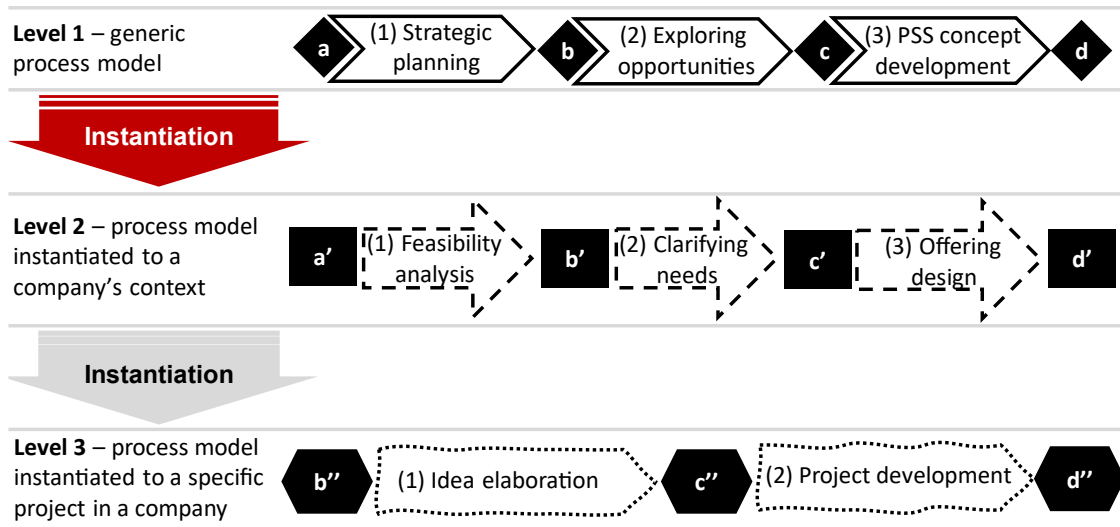 Level 1 – generic
process model
a
(1) Strategic
planning
b
(2) Exploring
opportunities
c
(3) PSS concept
development
d
Instantiation
Level 2 – process model
instantiated to a
company’s context
a'
(1) Feasibility
analysis
b'
(2) Clarifying
needs
c'
(3) Offering
design
d'
Instantiation
Level 3 – process model
instantiated to a specific
project in a company
b''
(1) Idea elaboration
c''
(2) Project development
d''